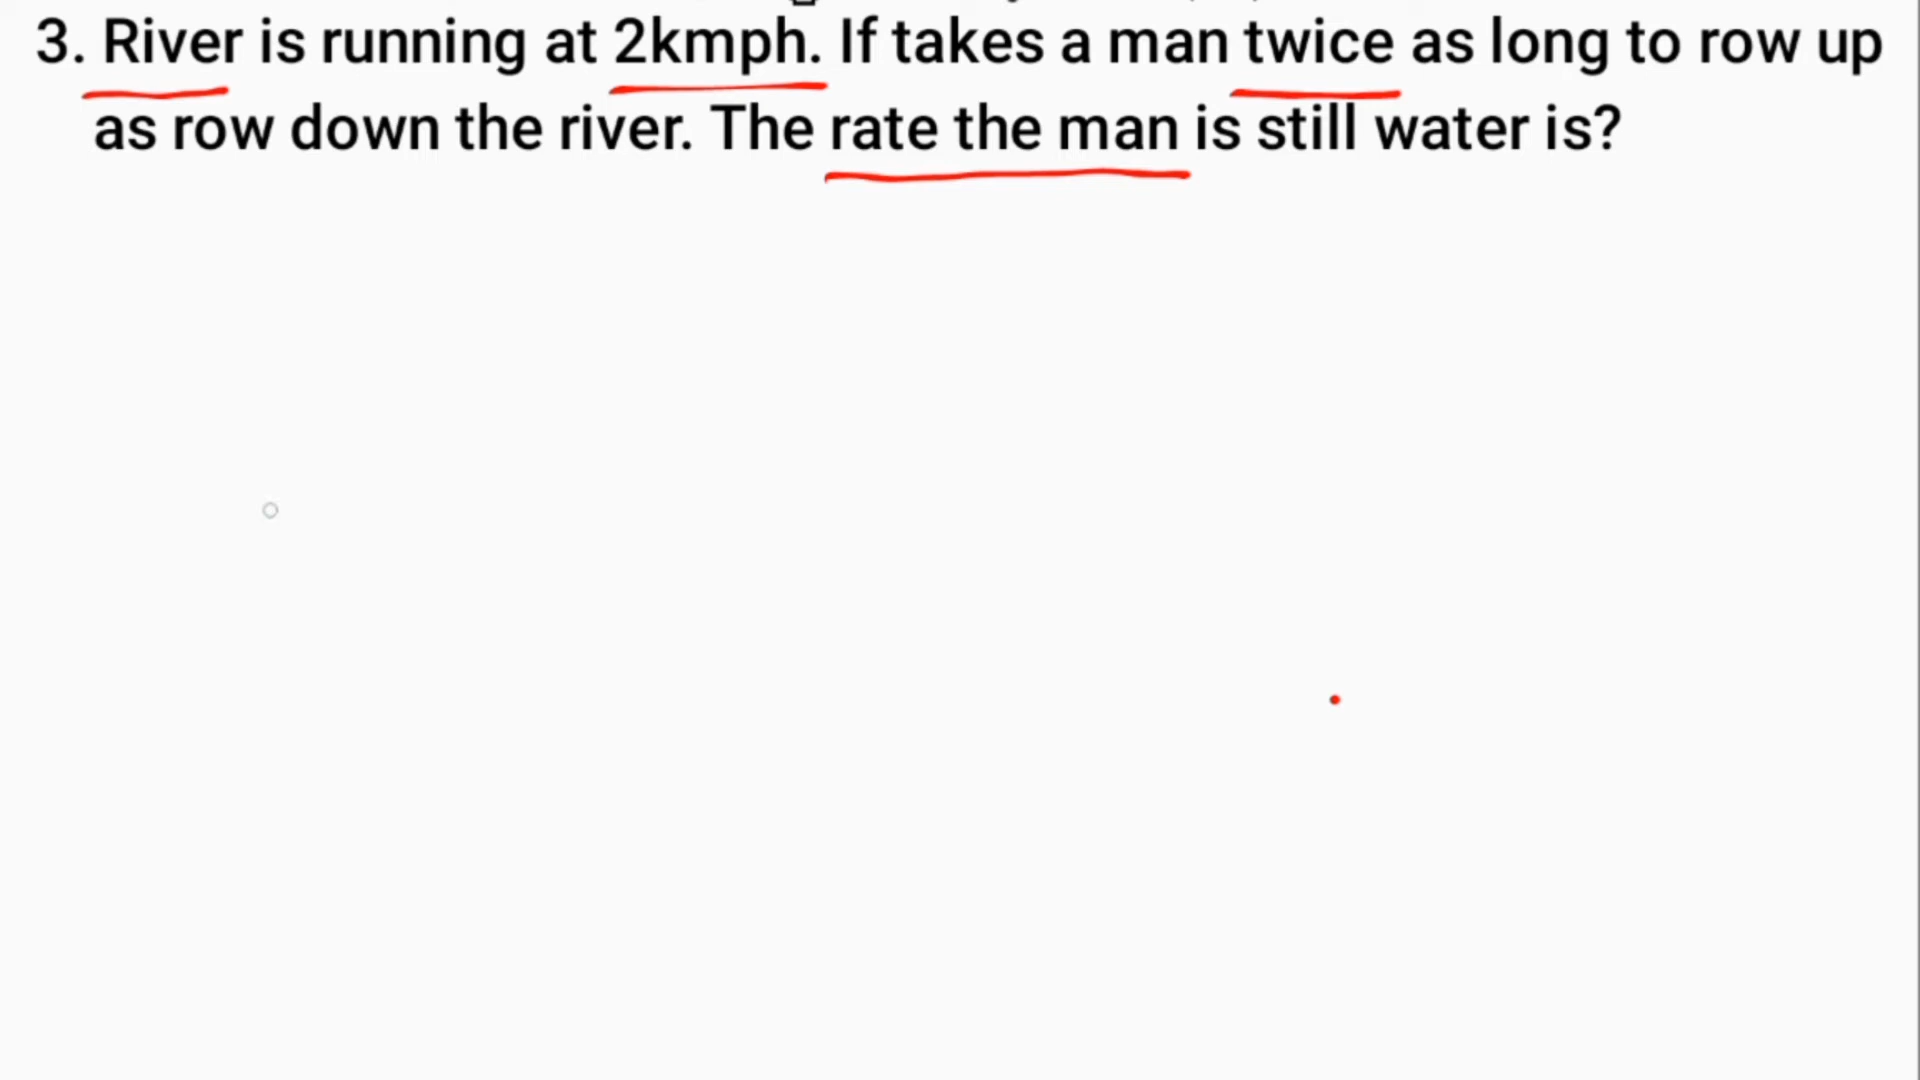 3. River is running at 2kmph. If takes a man twice as long to row up
as row down the river. The rate the man is still water is?